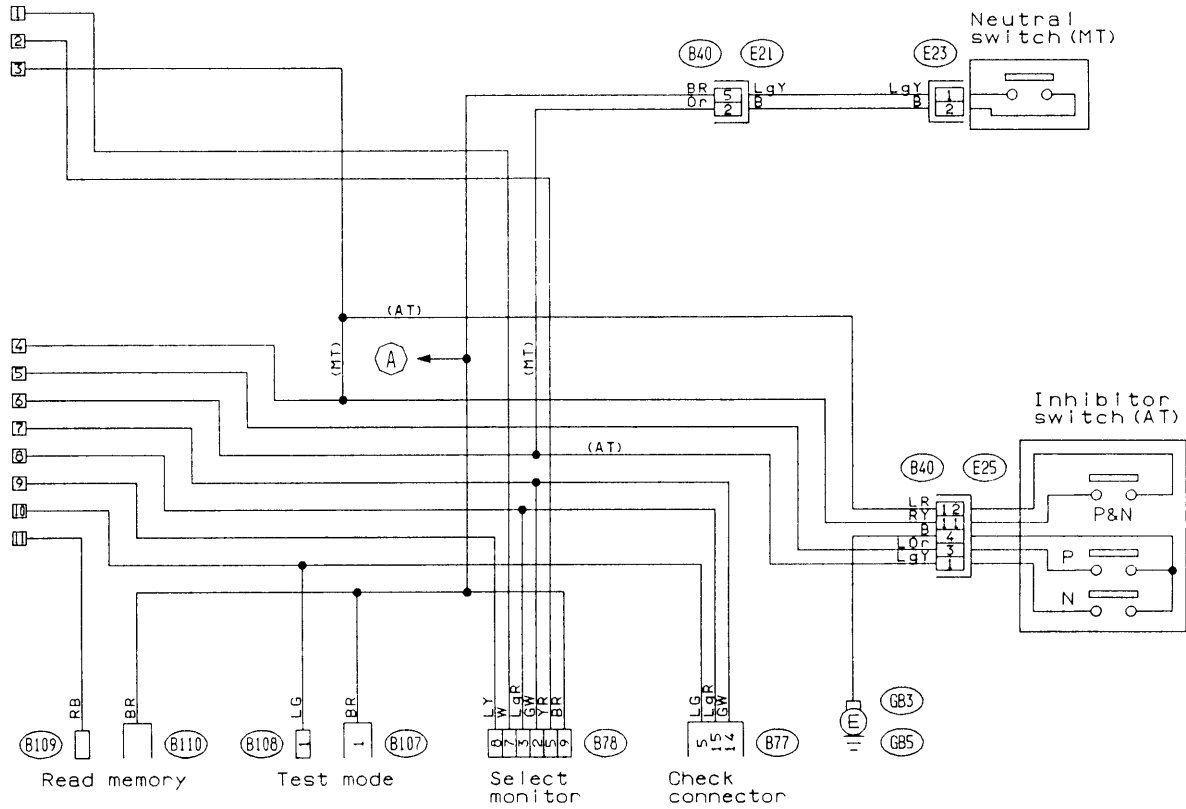 1
2
3
Neutral
switch (MT)
B40
E21
E23
BR
5
LgY
LgY
1
Or
2
B
B
2
(AT)
(MT)
A
(MT)
4
5
6
7
8
9
10
11
(AT)
Inhibitor
switch (AT)
B40
E25
LR
12
RY
11
B
4
LOr
3
LgY
1
P&N
P
N
RB
BR
LG
BR
LY
W
LgR
GW
YR
BR
LG
LgR
GW
B109
B110
B108
1
1
B107
8
7
3
2
5
9
B78
5
15
14
B77
GB3
E
GB5
Read memory
Test mode
Select
monitor
Check
connector